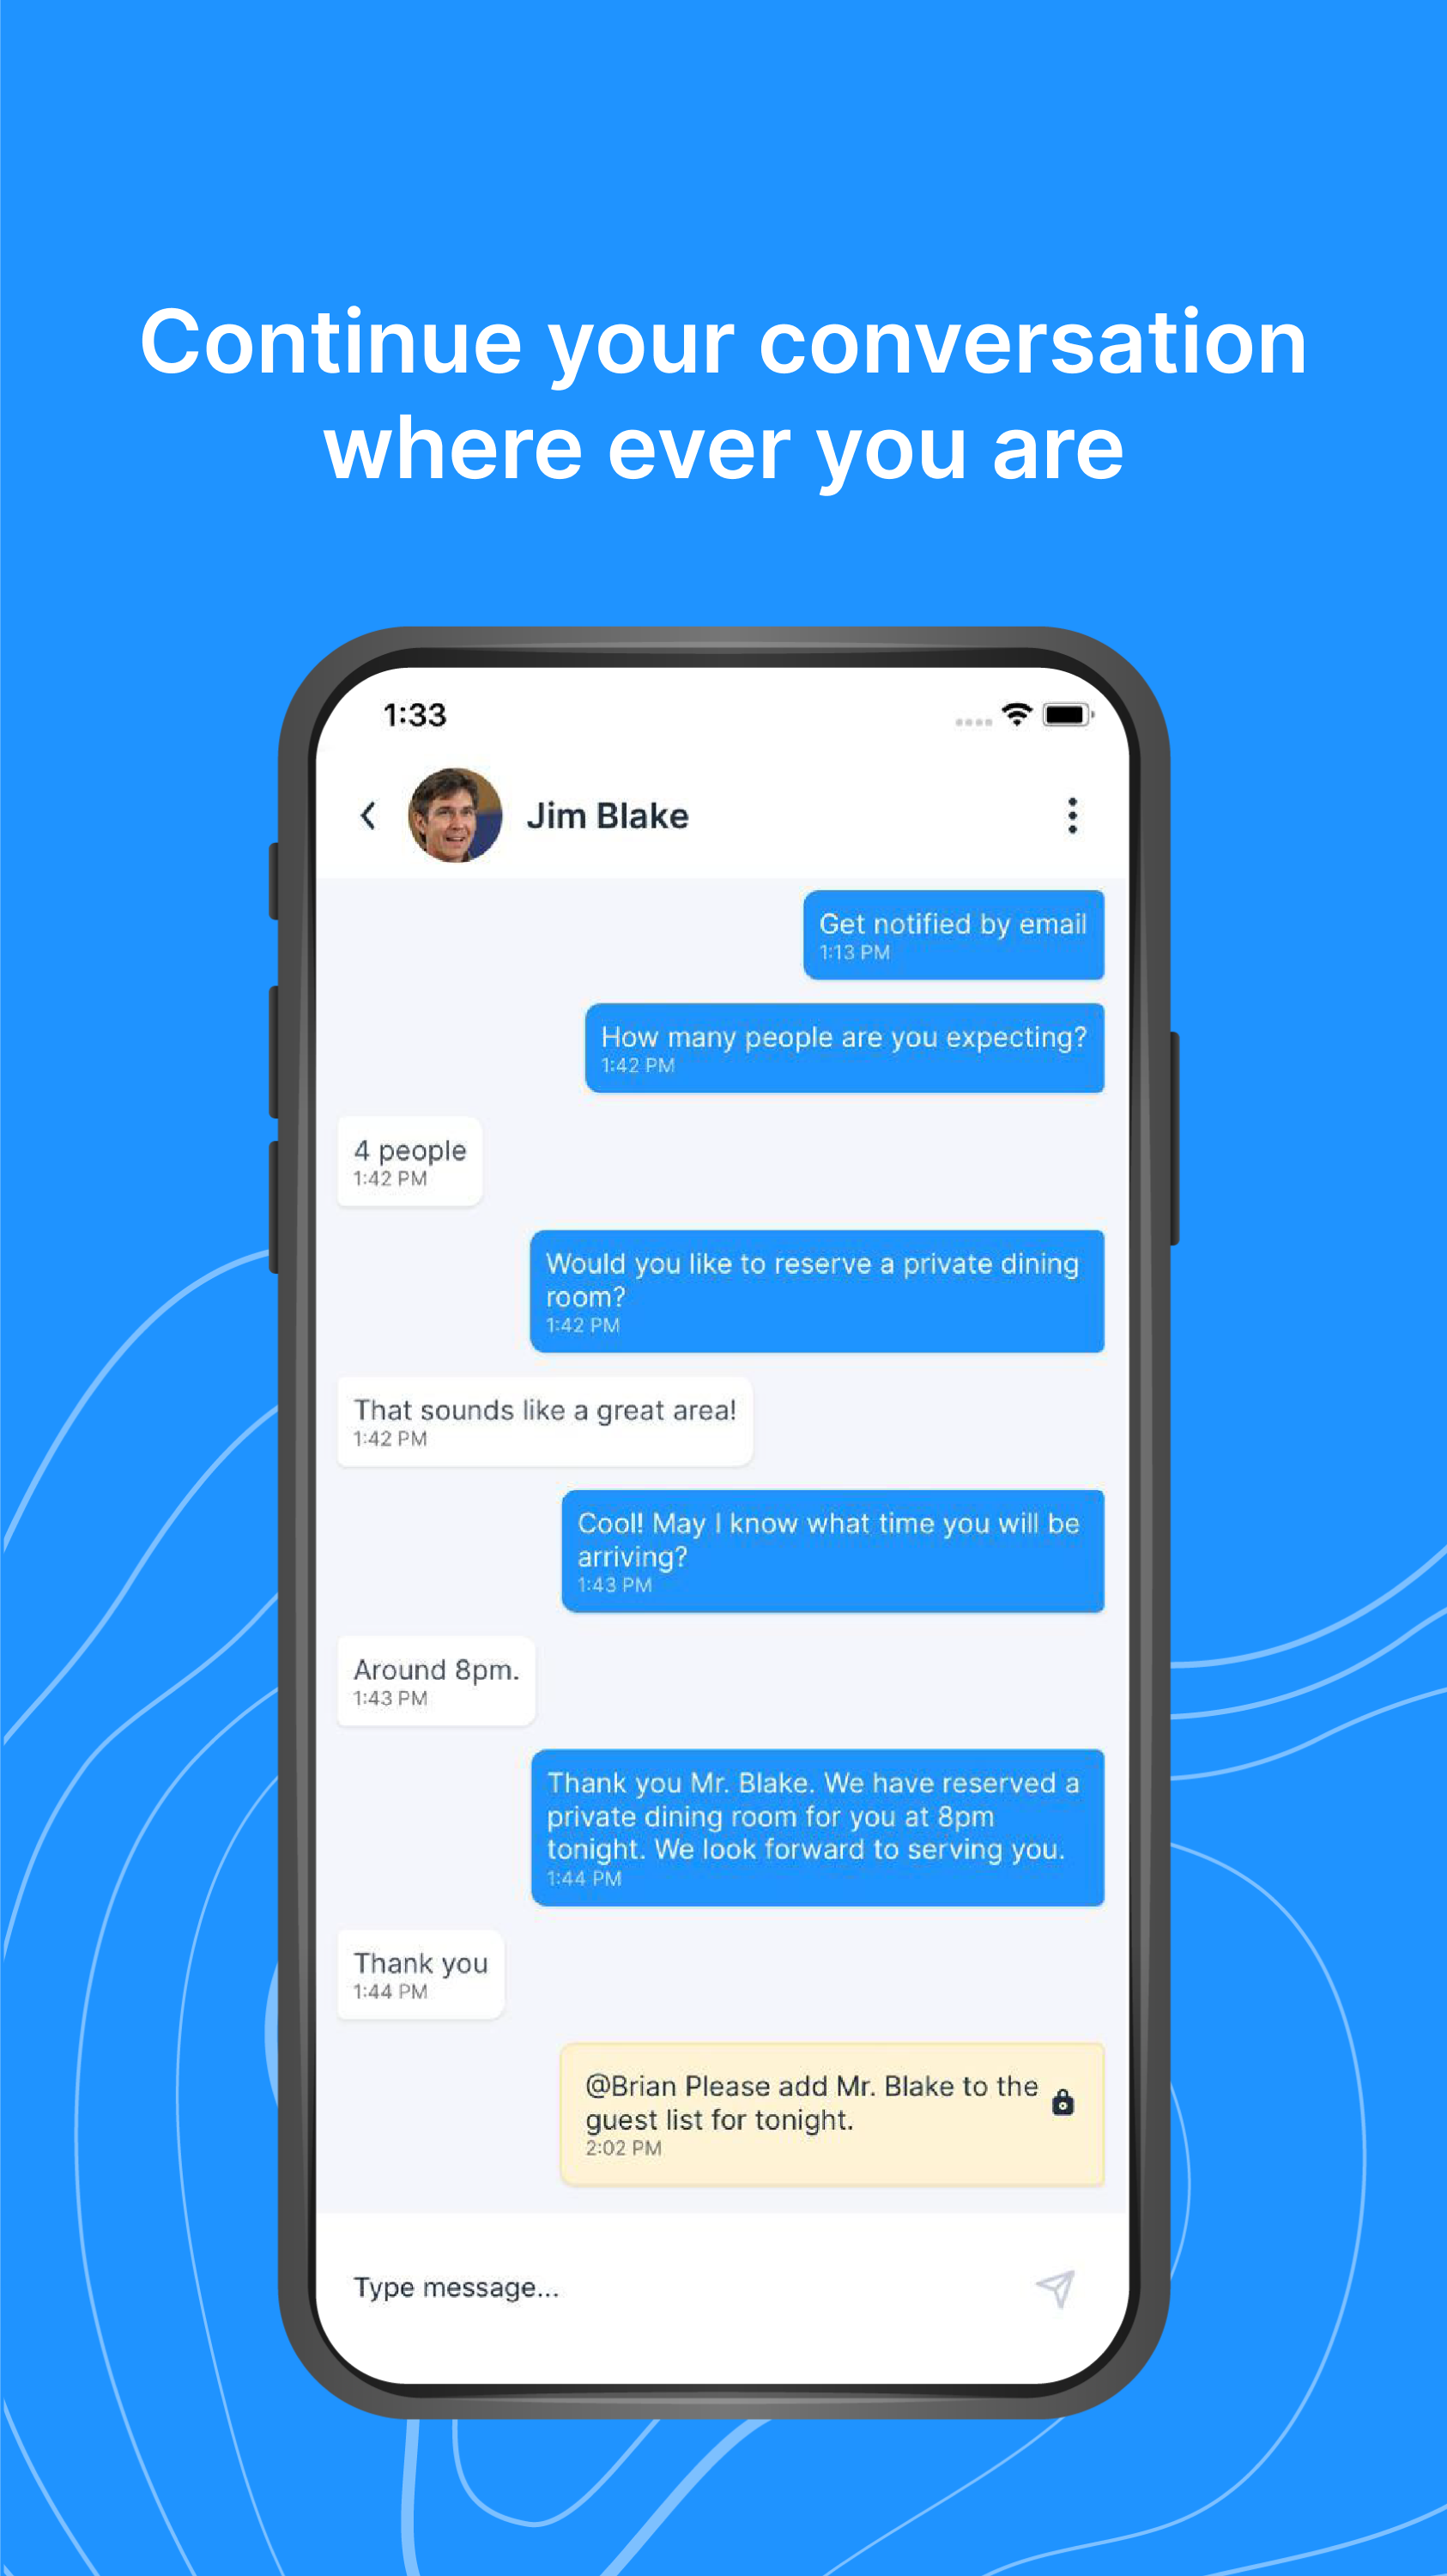 Continue your conversation
where ever you are
1:33
Jim Blake
Get notified by email
1:13 PM
How many people are you expecting?
1:42 PM
4 people
1:42 PM
Would you like to reserve a private dining
room?
1:42 PM
That sounds like a great area!
1:42 PM
Cool! May I know what time you will be
arriving?
1:43 PM
Around 8pm.
1:43 PM
Thank you Mr. Blake. We have reserved a
private dining room for you at 8pm
tonight. We look forward to serving you.
1:44 PM
Thank you
1:44 PM
@Brian Please add Mr. Blake to the
guest list for tonight.
2:02 PM
Type message...